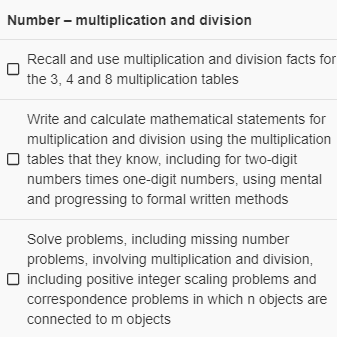 Number – multiplication and division
Recall and use multiplication and division facts for
the 3, 4 and 8 multiplication tables
Write and calculate mathematical statements for
multiplication and division using the multiplication
tables that they know, including for two-digit
numbers times one-digit numbers, using mental
and progressing to formal written methods
Solve problems, including missing number
problems, involving multiplication and division,
including positive integer scaling problems and
correspondence problems in which n objects are
connected to m objects